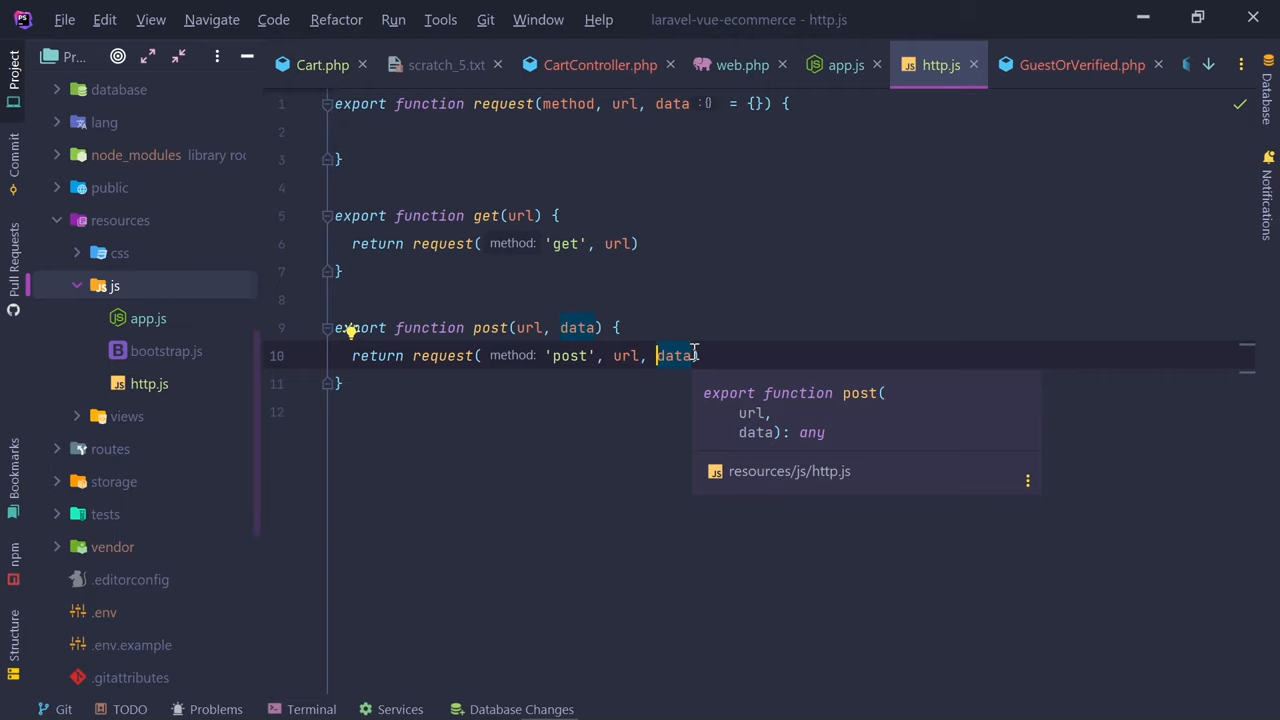 File Edit View Navigate Code Refactor Run Tools Git Window Help laravel-vue-ecommerce - http.js
Pr... Cart.php scratch_5.txt CartController.php web.php app.js http.js GuestOrVerified.php
Project
Commit
Pull Requests
Bookmarks
npm
Structure
database
lang
node_modules library roo
public
resources
css
js
app.js
bootstrap.js
http.js
views
routes
storage
tests
vendor
.editorconfig
.env
.env.example
.gitattributes
1 export function request(method, url, data :{} = {}) {
2
3 }
4
5 export function get(url) {
6 return request( method: 'get', url)
7 }
8
9 export function post(url, data) {
10 return request( method: 'post', url, data)
11 }
12
export function post(
url,
data): any
resources/js/http.js
Database
Notifications
Git TODO Problems Terminal Services Database Changes